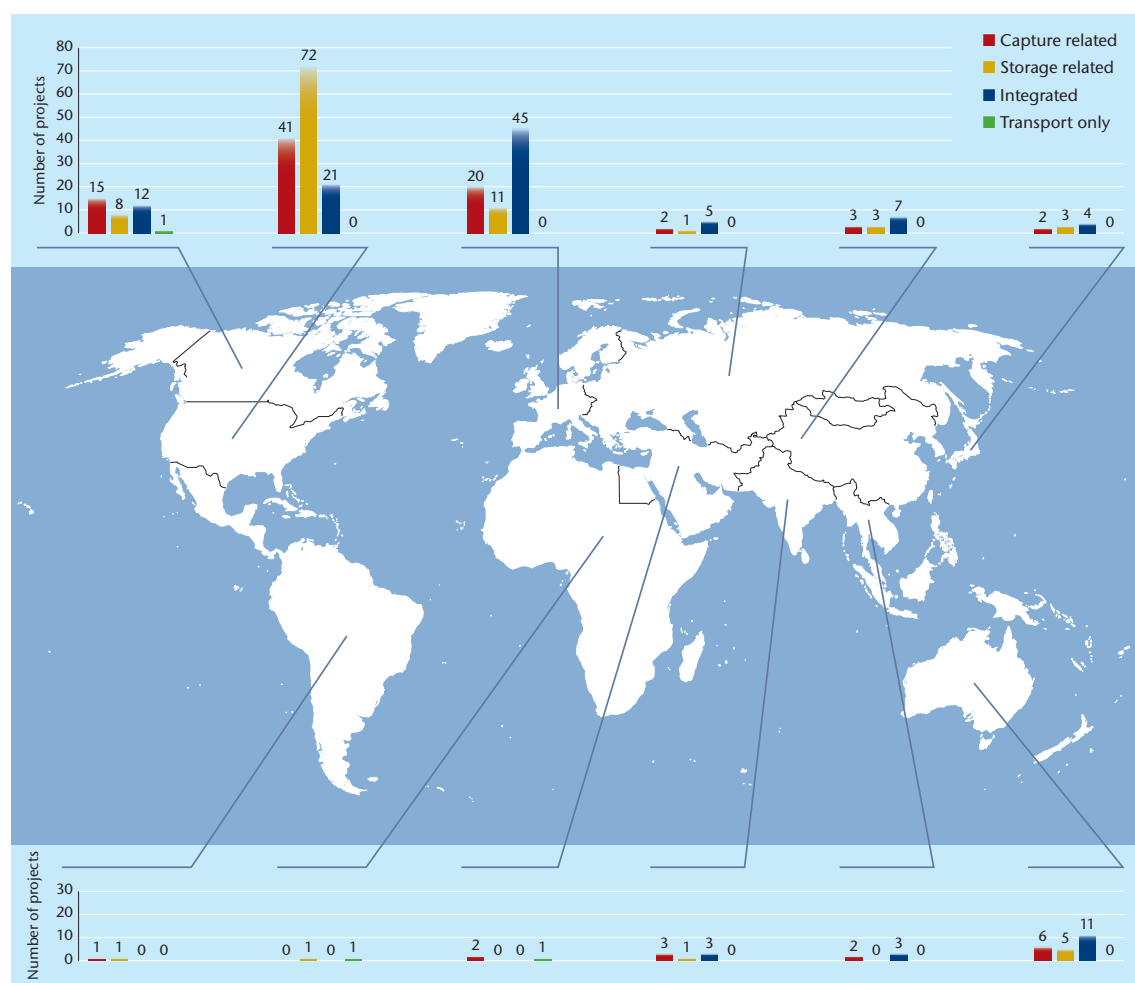 Capture related
Storage related
Integrated
Transport only
Number of projects
80
70
60
50
40
30
20
10
0
15 8 12 1
41 72 21 0
20 11 45 0
2 1 5 0
3 3 7 0
2 3 4 0
Number of projects
30
20
10
0
1 1 0 0
0 1 0 1
2 0 0 1
3 1 3 0
2 0 3 0
6 5 11 0